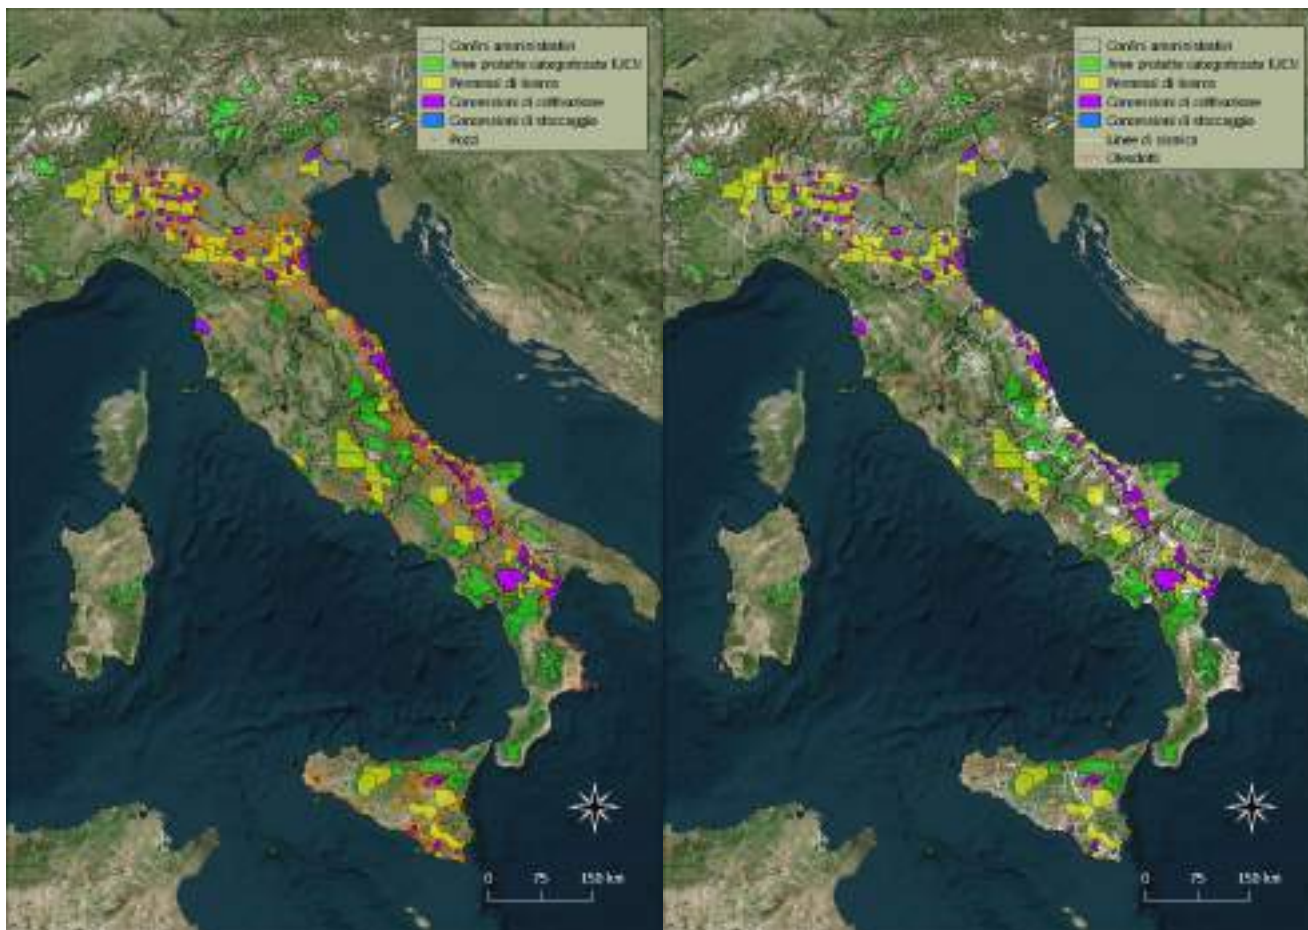 Confini amministrativi
Aree protette categorizzate IUCN
Permessi di ricerca
Concessioni di coltivazione
Concessioni di stoccaggio
Pozzi
0 75 150 km
Confini amministrativi
Aree protette categorizzate IUCN
Permessi di ricerca
Concessioni di coltivazione
Concessioni di stoccaggio
Linee di sismica
Oleodotti
0 75 150 km